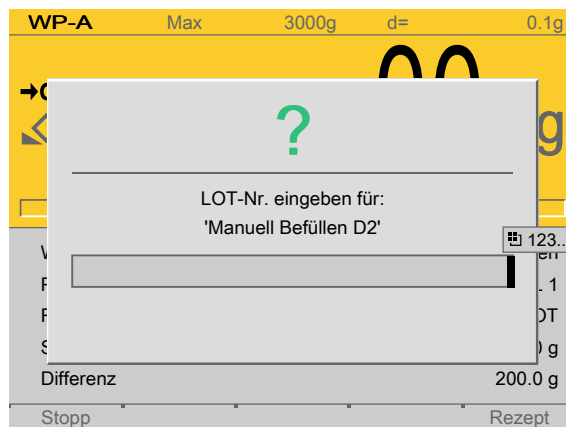 WP-A Max 3000g d= 0.1g
?
LOT-Nr. eingeben für:
'Manuell Befüllen D2'
123..
Differenz 200.0 g
Stopp Rezept